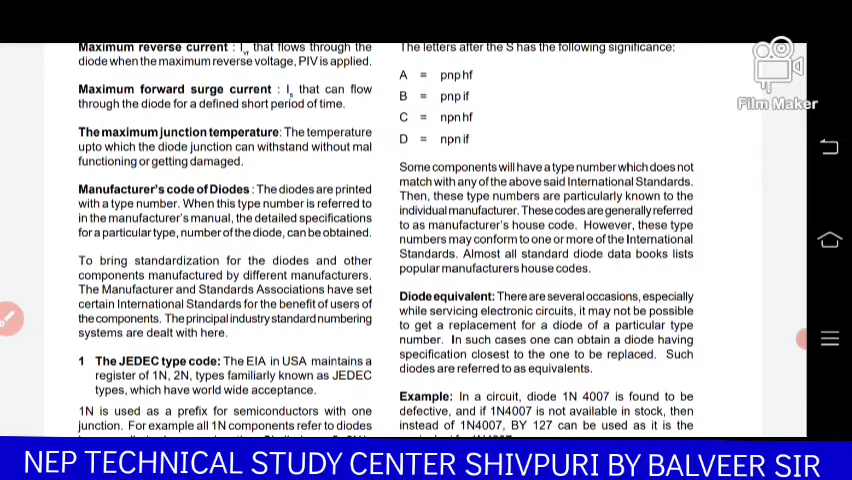 Maximum reverse current : Ivr that flows through the
diode when the maximum reverse voltage, PIV is applied.
Maximum forward surge current : Is that can flow
through the diode for a defined short period of time.
The maximum junction temperature: The temperature
upto which the diode junction can withstand without mal
functioning or getting damaged.
Manufacturer's code of Diodes : The diodes are printed
with a type number. When this type number is referred to
in the manufacturer's manual, the detailed specifications
for a particular type, number of the diode, can be obtained.
To bring standardization for the diodes and other
components manufactured by different manufacturers.
The Manufacturer and Standards Associations have set
certain International Standards for the benefit of users of
the components. The principal industry standard numbering
systems are dealt with here.
1 The JEDEC type code: The EIA in USA maintains a
register of 1N, 2N, types familiarly known as JEDEC
types, which have world wide acceptance.
1N is used as a prefix for semiconductors with one
junction. For example all 1N components refer to diodes
The letters after the S has the following significance:
A = pnp hf
B = pnp if
C = npn hf
D = npn if
Some components will have a type number which does not
match with any of the above said International Standards.
Then, these type numbers are particularly known to the
individual manufacturer. These codes are generally referred
to as manufacturer's house code. However, these type
numbers may conform to one or more of the International
Standards. Almost all standard diode data books lists
popular manufacturers house codes.
Diode equivalent: There are several occasions, especially
while servicing electronic circuits, it may not be possible
to get a replacement for a diode of a particular type
number. In such cases one can obtain a diode having
specification closest to the one to be replaced. Such
diodes are referred to as equivalents.
Example: In a circuit, diode 1N 4007 is found to be
defective, and if 1N4007 is not available in stock, then
instead of 1N4007, BY 127 can be used as it is the
Film Maker
NEP TECHNICAL STUDY CENTER SHIVPURI BY BALVEER SIR